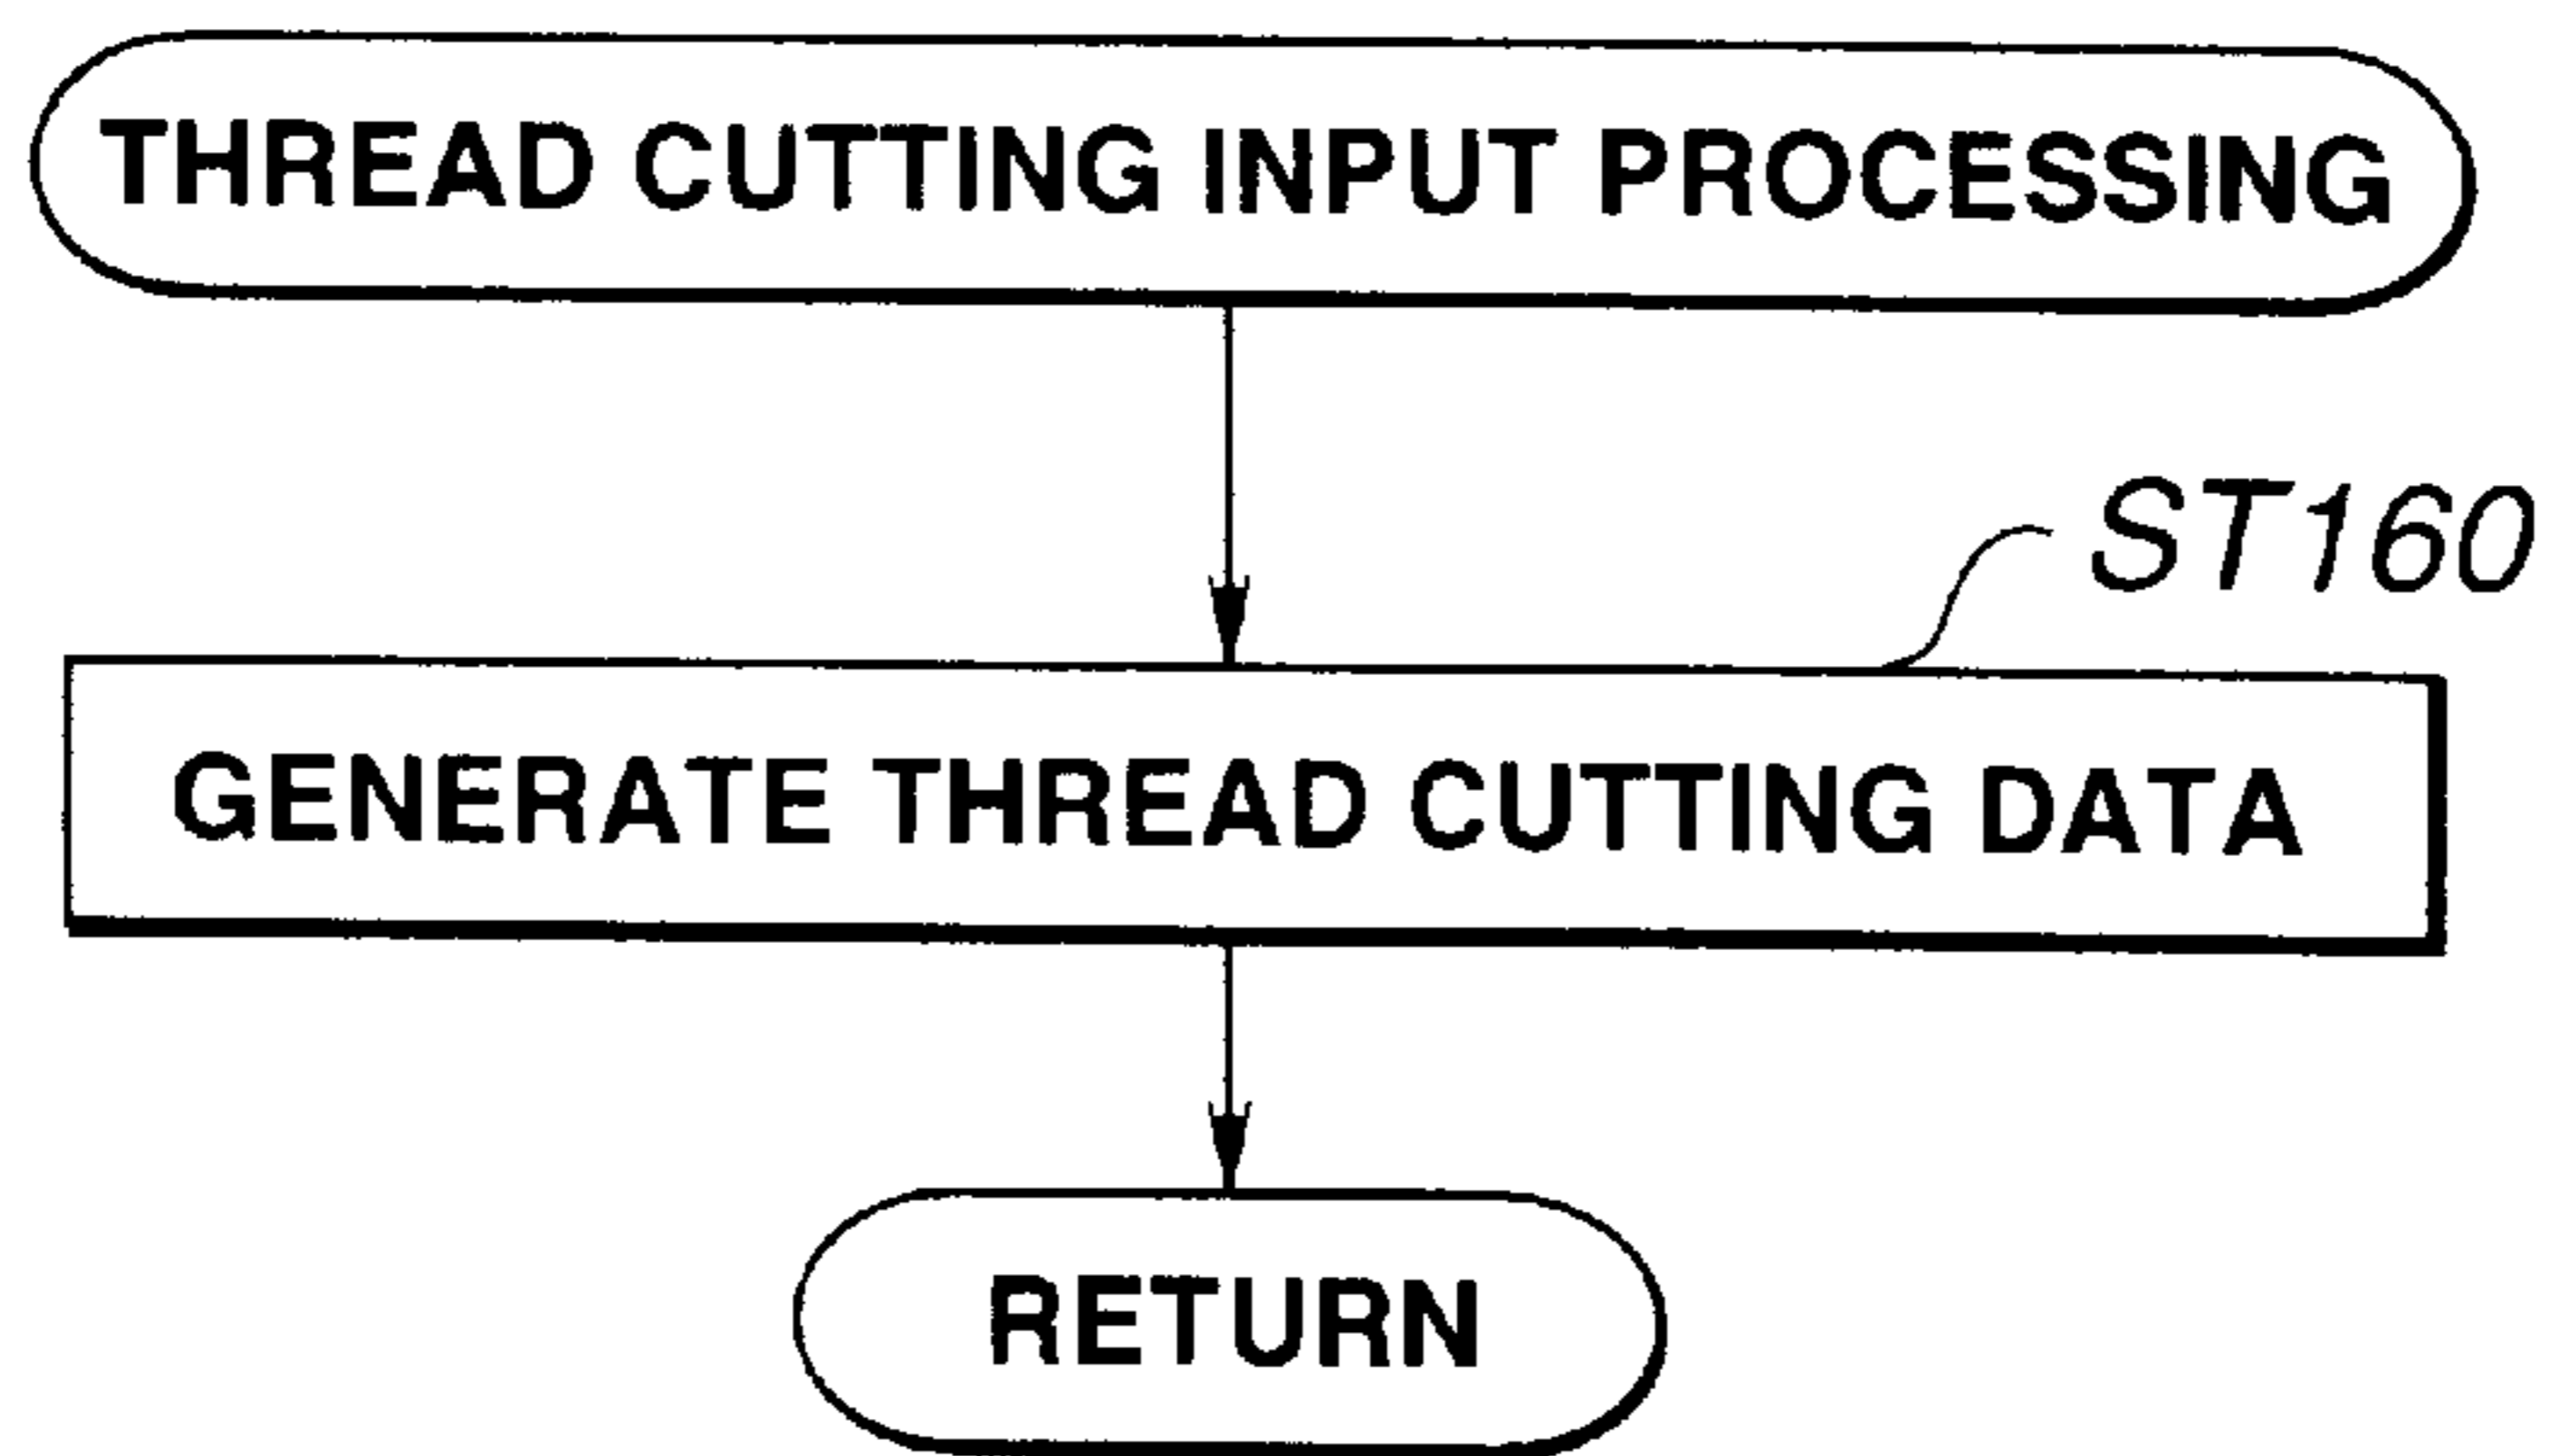 THREAD CUTTING INPUT PROCESSING
ST160
GENERATE THREAD CUTTING DATA
RETURN